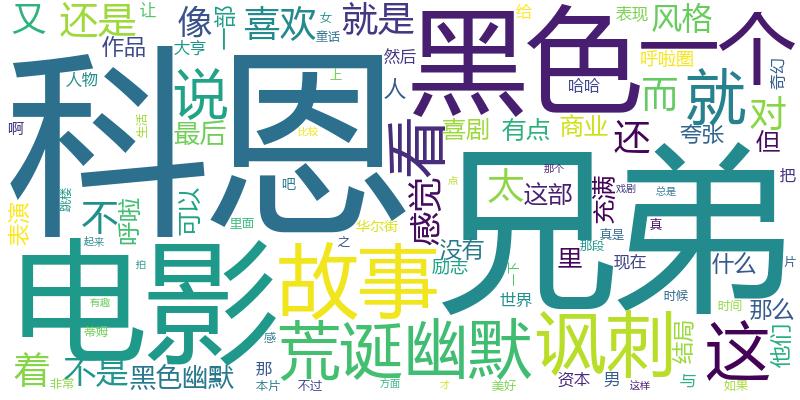 又
还是
像
一部
喜欢
就是
黑色
一个
风格
让
作品
大亨
女
童话
给
表现
呼啦圈
奇幻
科恩
人物
说
最后
然后
人
哈哈
而
就
对
啊
上
看
喜剧
有点
商业
还
夸张
但
生活
比较
吧
感觉
太
这部
充满
那个
点
戏剧
总是
把
兄弟
表演
跳楼
不
呼啦
可以
里面
华尔街
没有
里
真
真是
那段
起来
之
励志
一子
现在
什么
片
电影
故事
拍
世界
时候
那么
有趣
蒂姆
感
荒诞
幽默
讽刺
结局
时间
这
他们
着
不是
非常
黑色幽默
那
本片
不过
方面
才
美好
资本
男
这样
与
如果